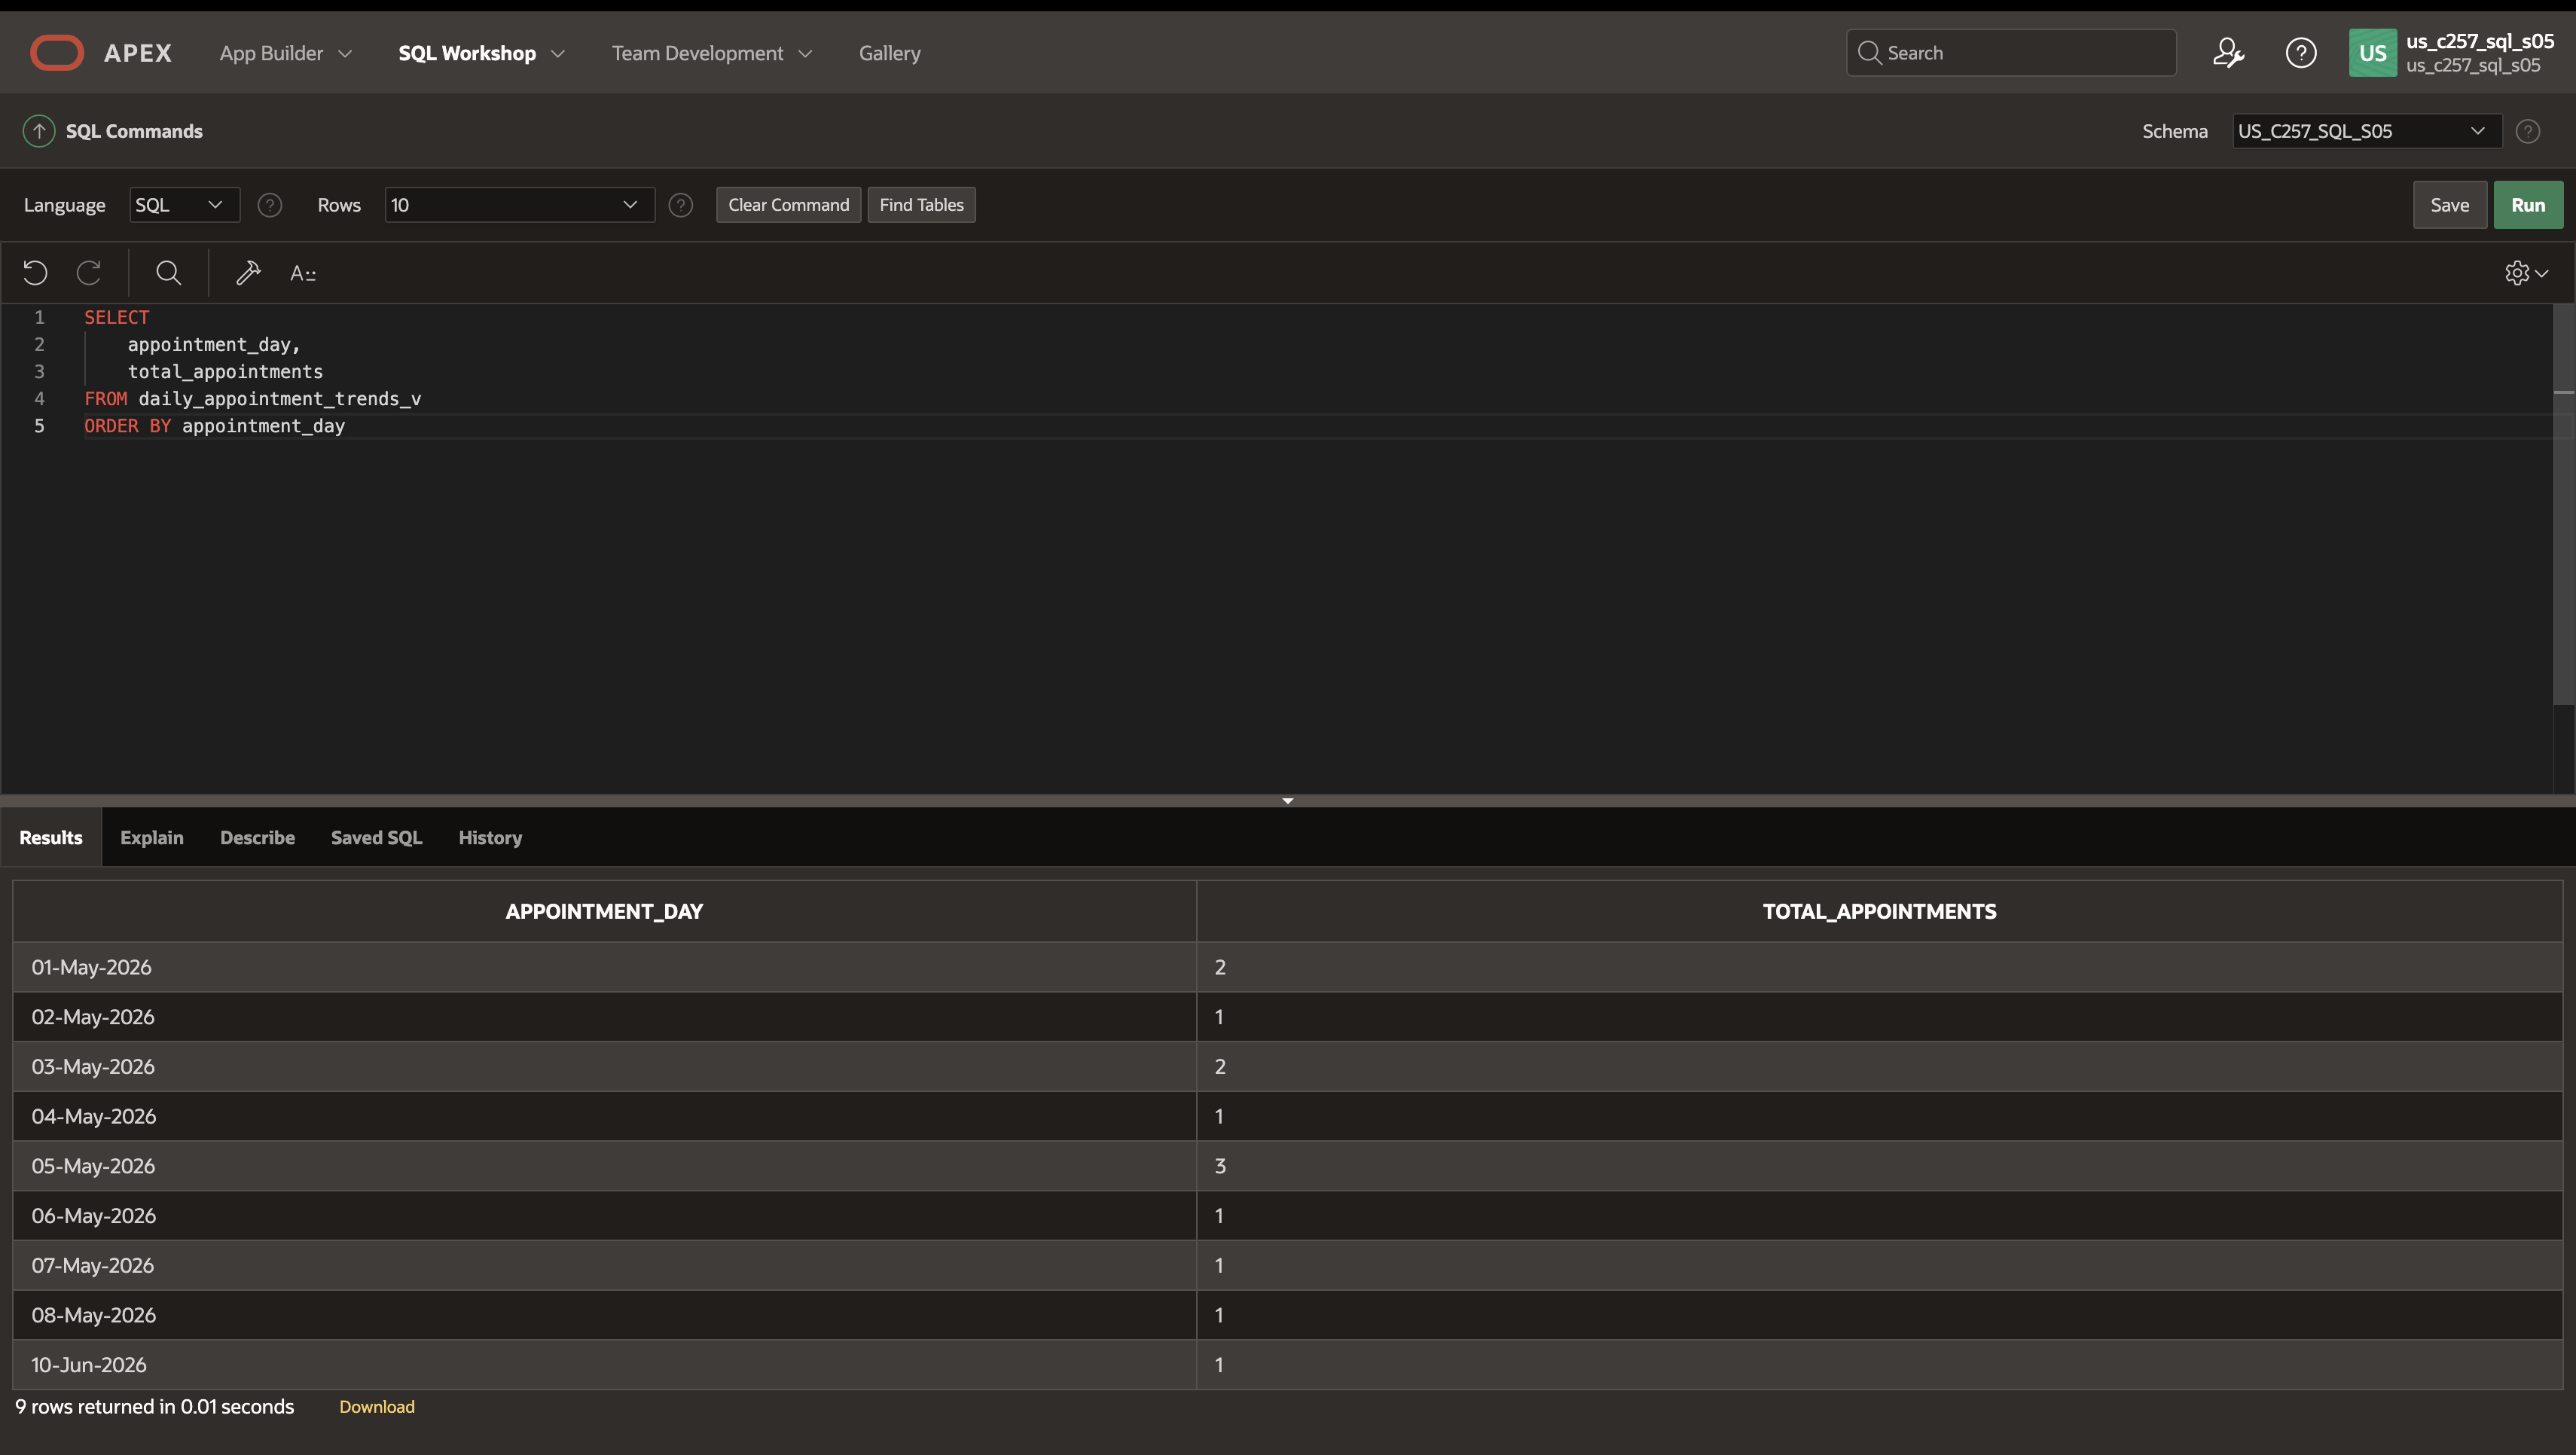 APEX App Builder SQL Workshop Team Development Gallery Search US us_c257_sql_s05
us_c257_sql_s05
SQL Commands Schema US_C257_SQL_S05
Language SQL Rows 10 Clear Command Find Tables Save Run
A
1 SELECT
2 appointment_day,
3 total_appointments
4 FROM daily_appointment_trends_v
5 ORDER BY appointment_day
Results Explain Describe Saved SQL History
APPOINTMENT_DAY TOTAL_APPOINTMENTS
01-May-2026 2
02-May-2026 1
03-May-2026 2
04-May-2026 1
05-May-2026 3
06-May-2026 1
07-May-2026 1
08-May-2026 1
10-Jun-2026 1
9 rows returned in 0.01 seconds Download